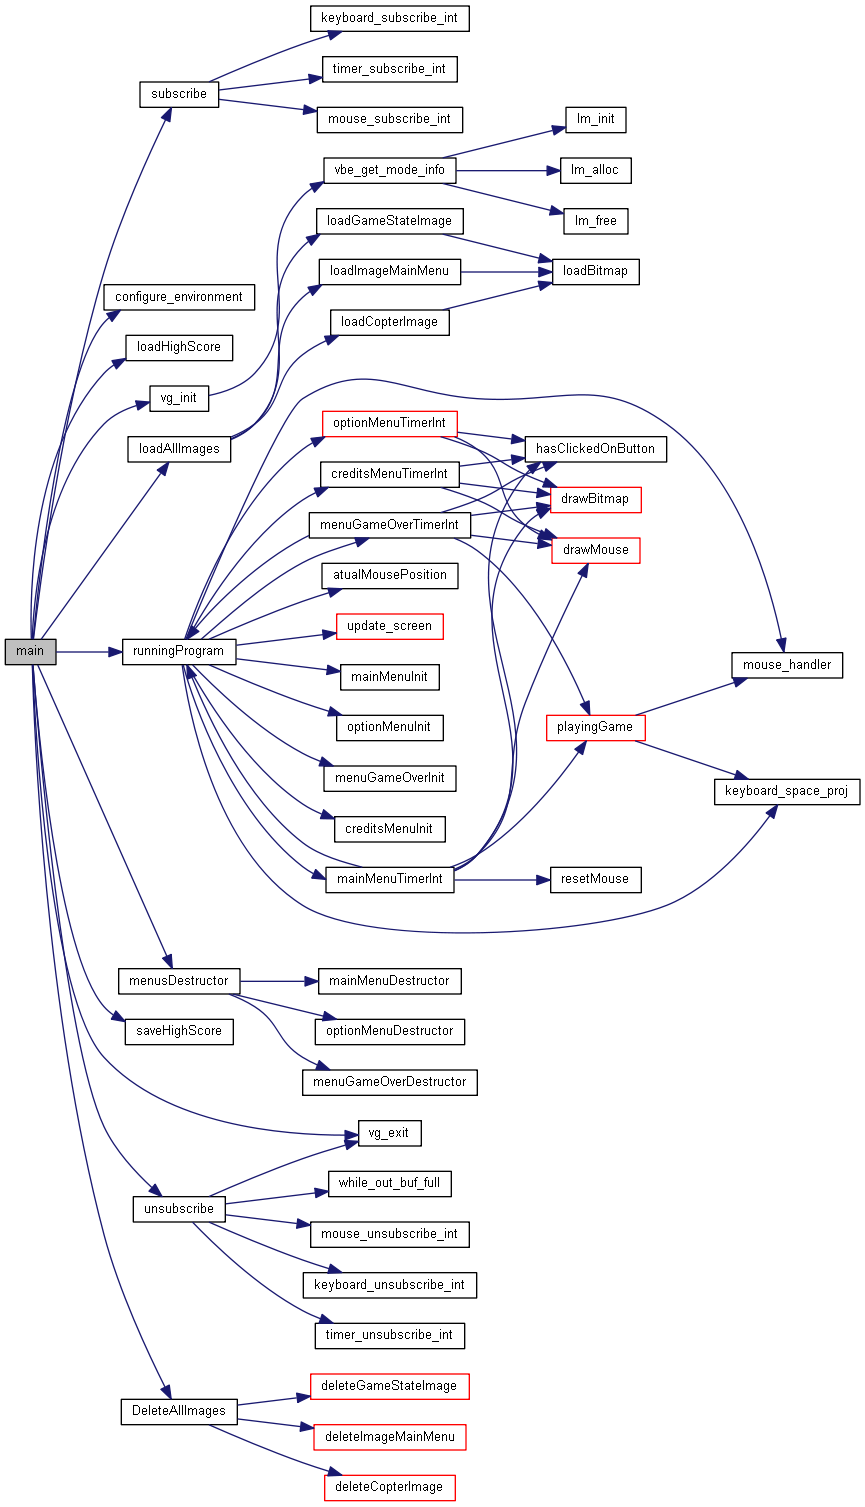 keyboard_subscribe_int
timer_subscribe_int
subscribe
mouse_subscribe_int
lm_init
vbe_get_mode_info
lm_alloc
loadGameStateImage
lm_free
loadImageMainMenu
loadBitmap
configure_environment
loadCopterImage
loadHighScore
vg_init
optionMenuTimerInt
loadAllImages
hasClickedOnButton
creditsMenuTimerInt
drawBitmap
menuGameOverTimerInt
drawMouse
atualMousePosition
update_screen
main
runningProgram
mouse_handler
mainMenuInit
optionMenuInit
playingGame
menuGameOverInit
keyboard_space_proj
creditsMenuInit
mainMenuTimerInt
resetMouse
menusDestructor
mainMenuDestructor
saveHighScore
optionMenuDestructor
menuGameOverDestructor
vg_exit
while_out_buf_full
unsubscribe
mouse_unsubscribe_int
keyboard_unsubscribe_int
timer_unsubscribe_int
deleteGameStateImage
DeleteAllImages
deleteImageMainMenu
deleteCopterImage